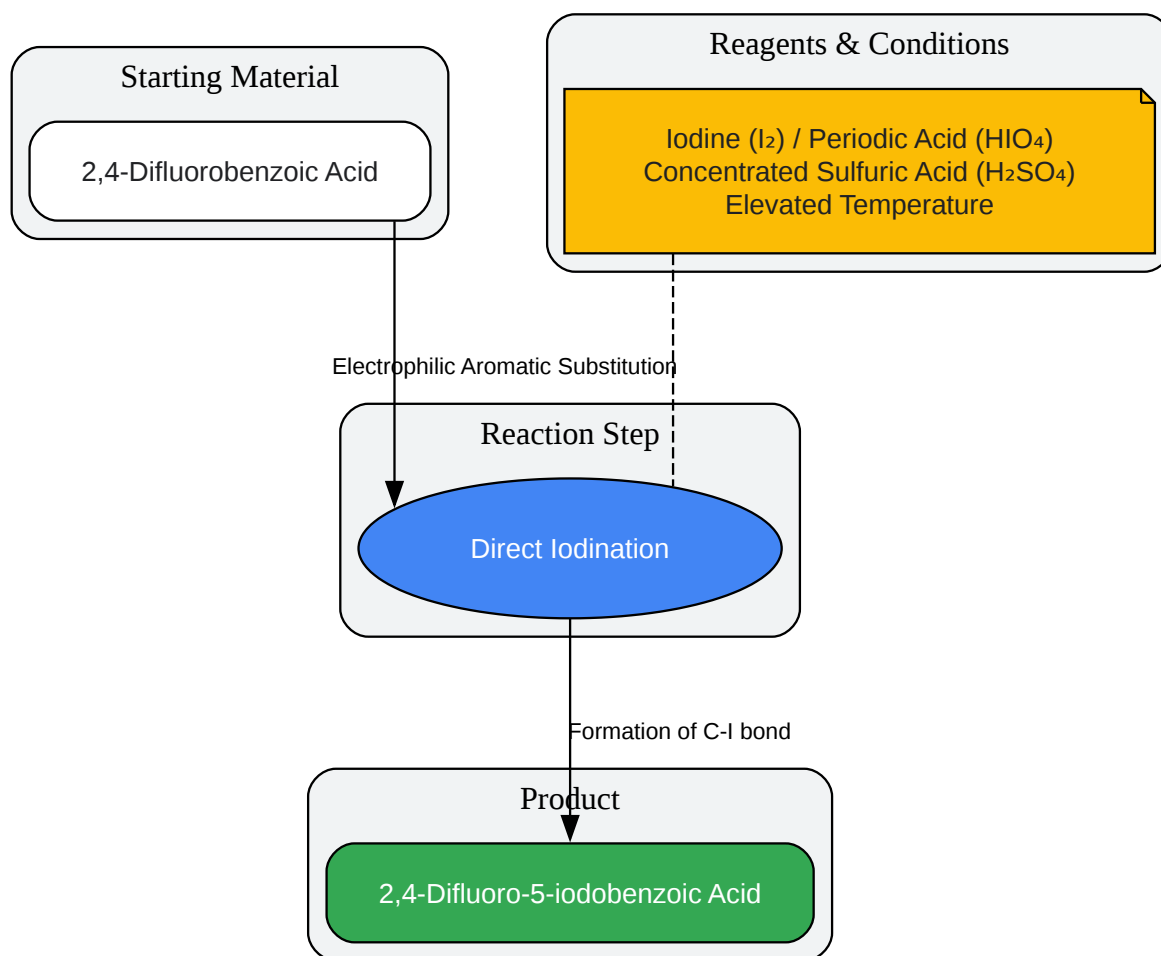 Starting Material
2,4-Difluorobenzoic Acid
Reagents & Conditions
Iodine (I₂) / Periodic Acid (HIO₄)
Concentrated Sulfuric Acid (H₂SO₄)
Elevated Temperature
Electrophilic Aromatic Substitution
Reaction Step
Direct Iodination
Formation of C-I bond
Product
2,4-Difluoro-5-iodobenzoic Acid